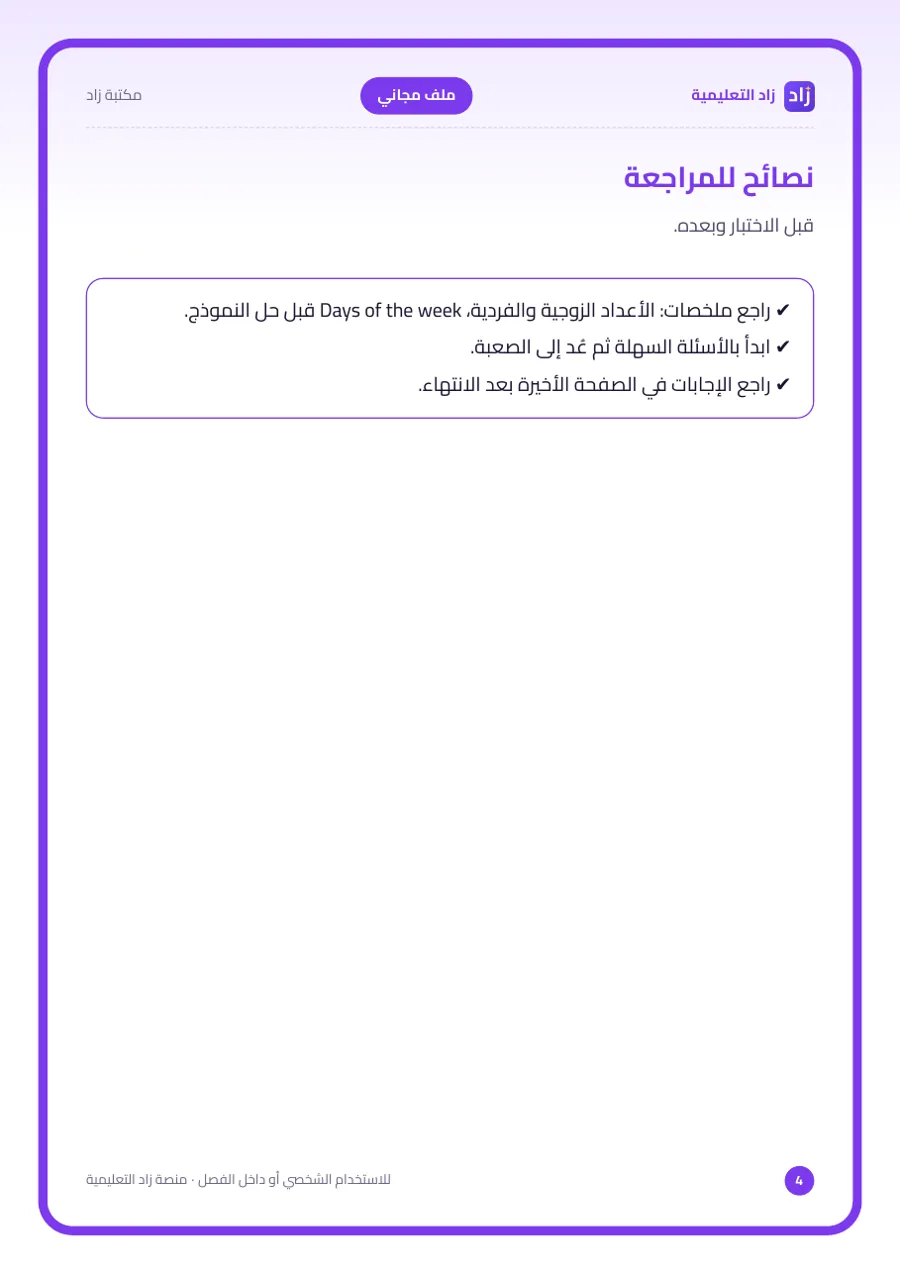 زاد
زاد التعليمية
ملف مجاني
مكتبة زاد
نصائح للمراجعة
قبل الاختبار وبعده.
✔ راجع ملخصات: الأعداد الزوجية والفردية، Days of the week قبل حل النموذج.
✔ ابدأ بالأسئلة السهلة ثم عُد إلى الصعبة.
✔ راجع الإجابات في الصفحة الأخيرة بعد الانتهاء.
4
للاستخدام الشخصي أو داخل الفصل · منصة زاد التعليمية